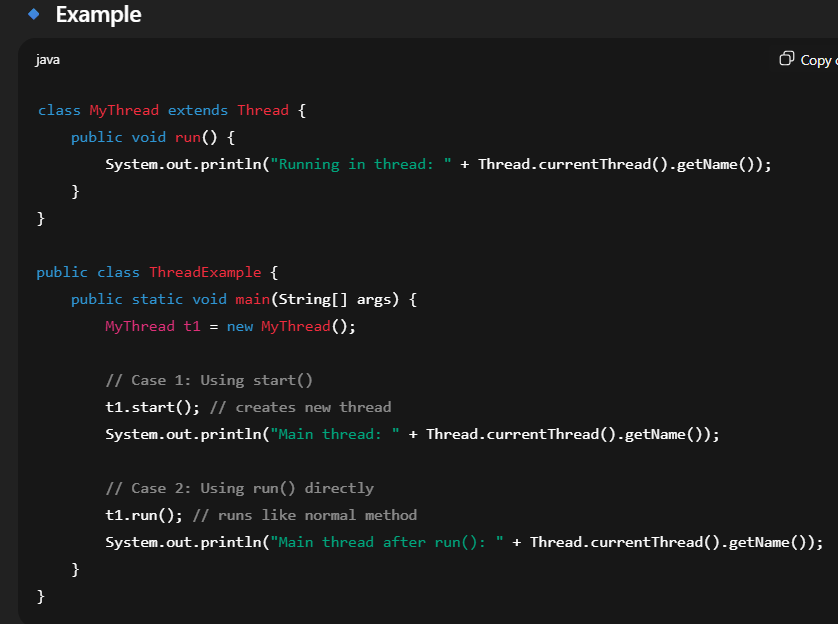 Example
java
Copy
class MyThread extends Thread {
    public void run() {
        System.out.println("Running in thread: " + Thread.currentThread().getName());
    }
}
public class ThreadExample {
    public static void main(String[] args) {
        MyThread t1 = new MyThread();
        // Case 1: Using start()
        t1.start(); // creates new thread
        System.out.println("Main thread: " + Thread.currentThread().getName());
        // Case 2: Using run() directly
        t1.run(); // runs like normal method
        System.out.println("Main thread after run(): " + Thread.currentThread().getName());
    }
}